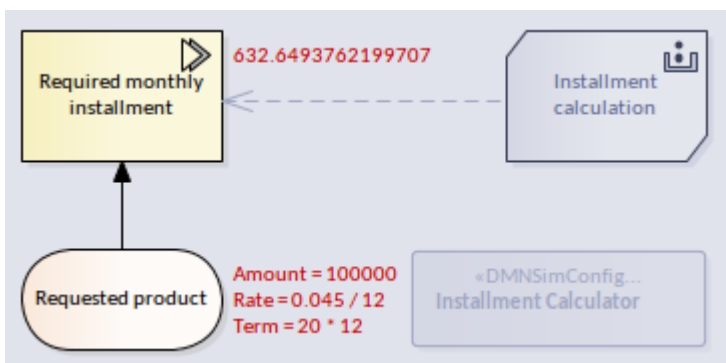 Required monthly
installment
632.6493762199707
Installment
calculation
Requested product
Amount = 100000
Rate = 0.045 / 12
Term = 20 * 12
«DMNSimConfig...
Installment Calculator